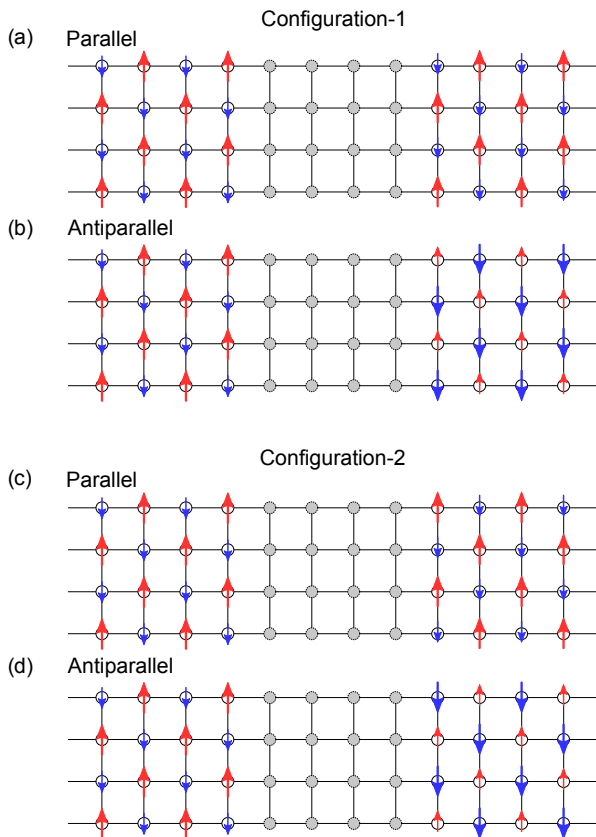 Configuration-1
(a) Parallel
(b) Antiparallel
Configuration-2
(c) Parallel
(d) Antiparallel